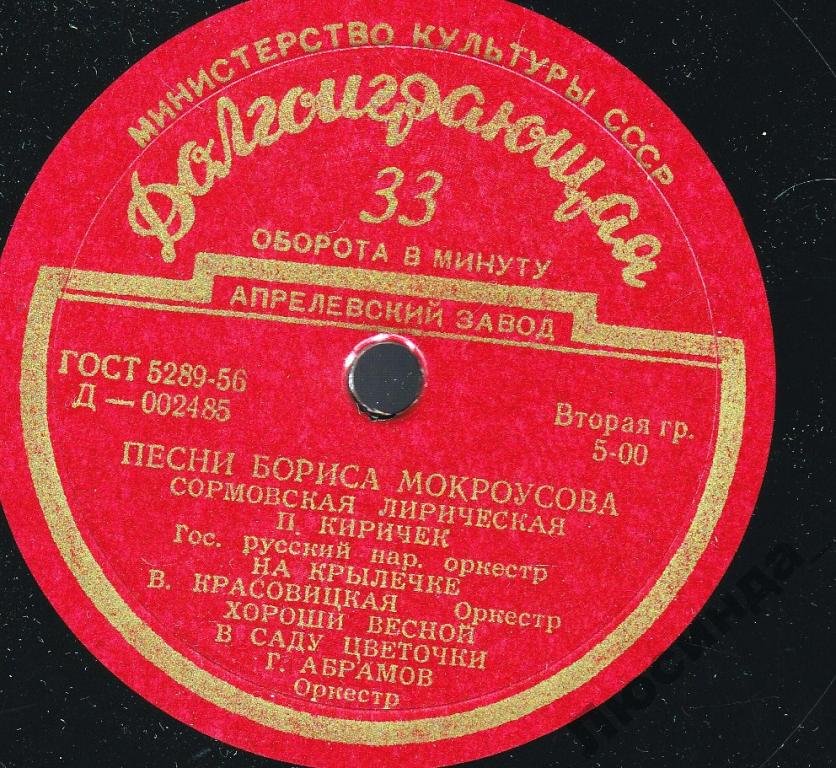 МИНИСТЕРСТВО КУЛЬТУРЫ СССР
Долгоиграющая
33
ОБОРОТА В МИНУТУ
АПРЕЛЕВСКИЙ ЗАВОД
ГОСТ 5289-56
Д — 002485
Вторая гр.
5-00
ПЕСНИ БОРИСА МОКРОУСОВА
СОРМОВСКАЯ ЛИРИЧЕСКАЯ
П. КИРИЧЕК
Гос. русский нар. оркестр
НА КРЫЛЕЧКЕ
В. КРАСОВИЦКАЯ Оркестр
ХОРОШИ ВЕСНОЙ
В САДУ ЦВЕТОЧКИ
Г. АБРАМОВ
Оркестр
Люсинда